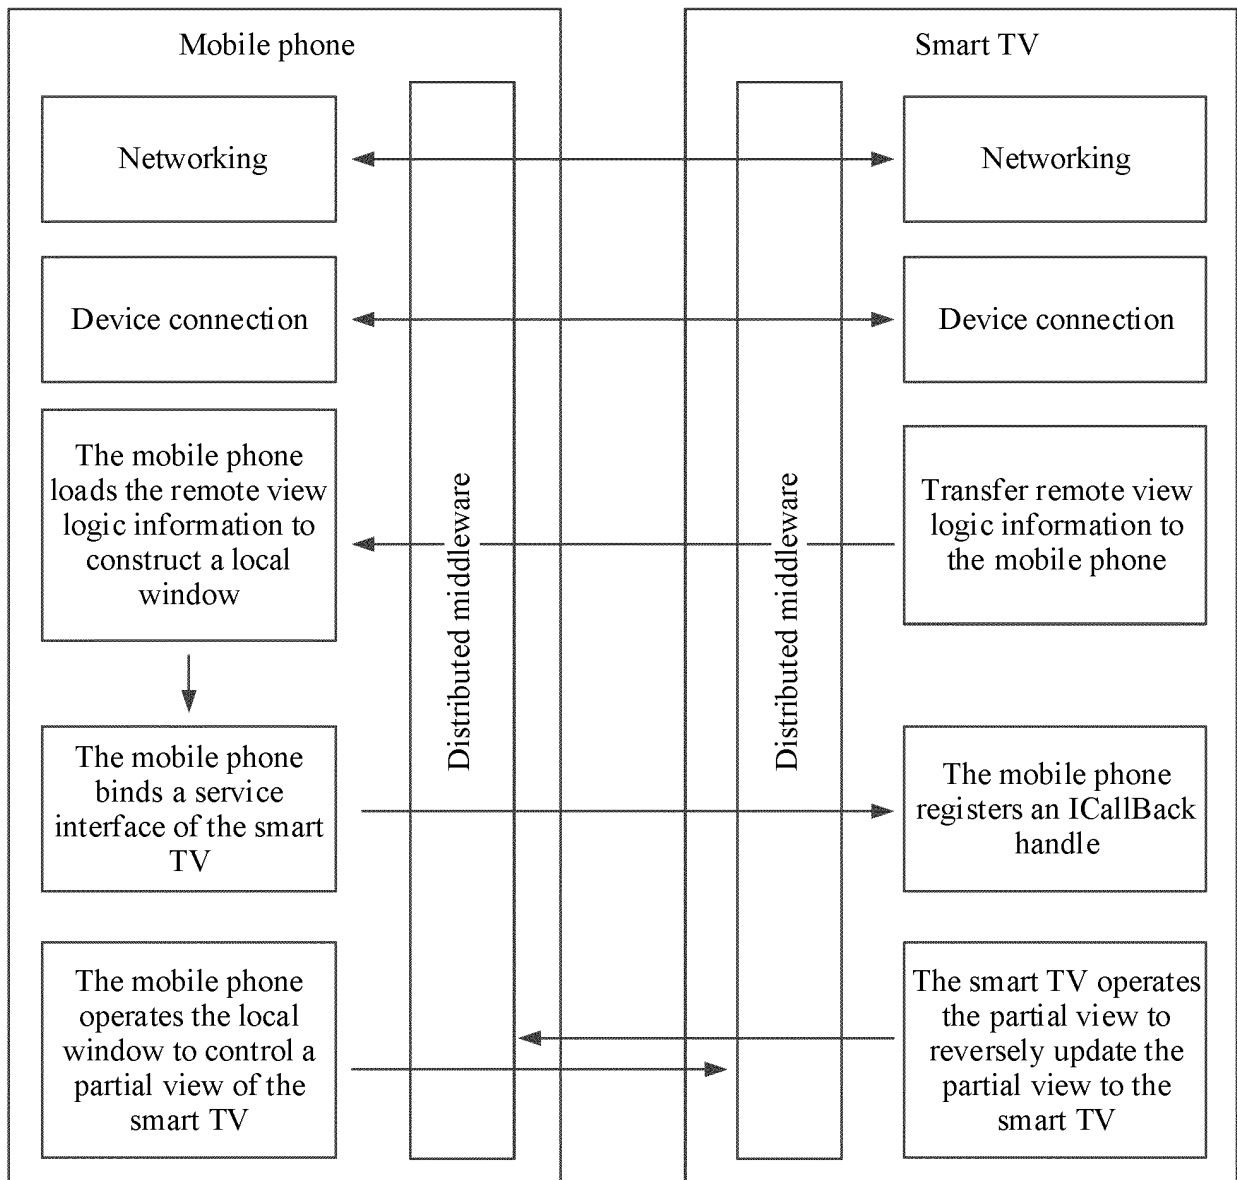 Mobile phone
Smart TV
Networking
Networking
Device connection
Device connection
The mobile phone
loads the remote view
logic information to
construct a local
window
Distributed middleware
Distributed middleware
Transfer remote view
logic information to
the mobile phone
The mobile phone
binds a service
interface of the smart
TV
The mobile phone
registers an ICallBack
handle
The mobile phone
operates the local
window to control a
partial view of the
smart TV
The smart TV operates
the partial view to
reversely update the
partial view to the
smart TV